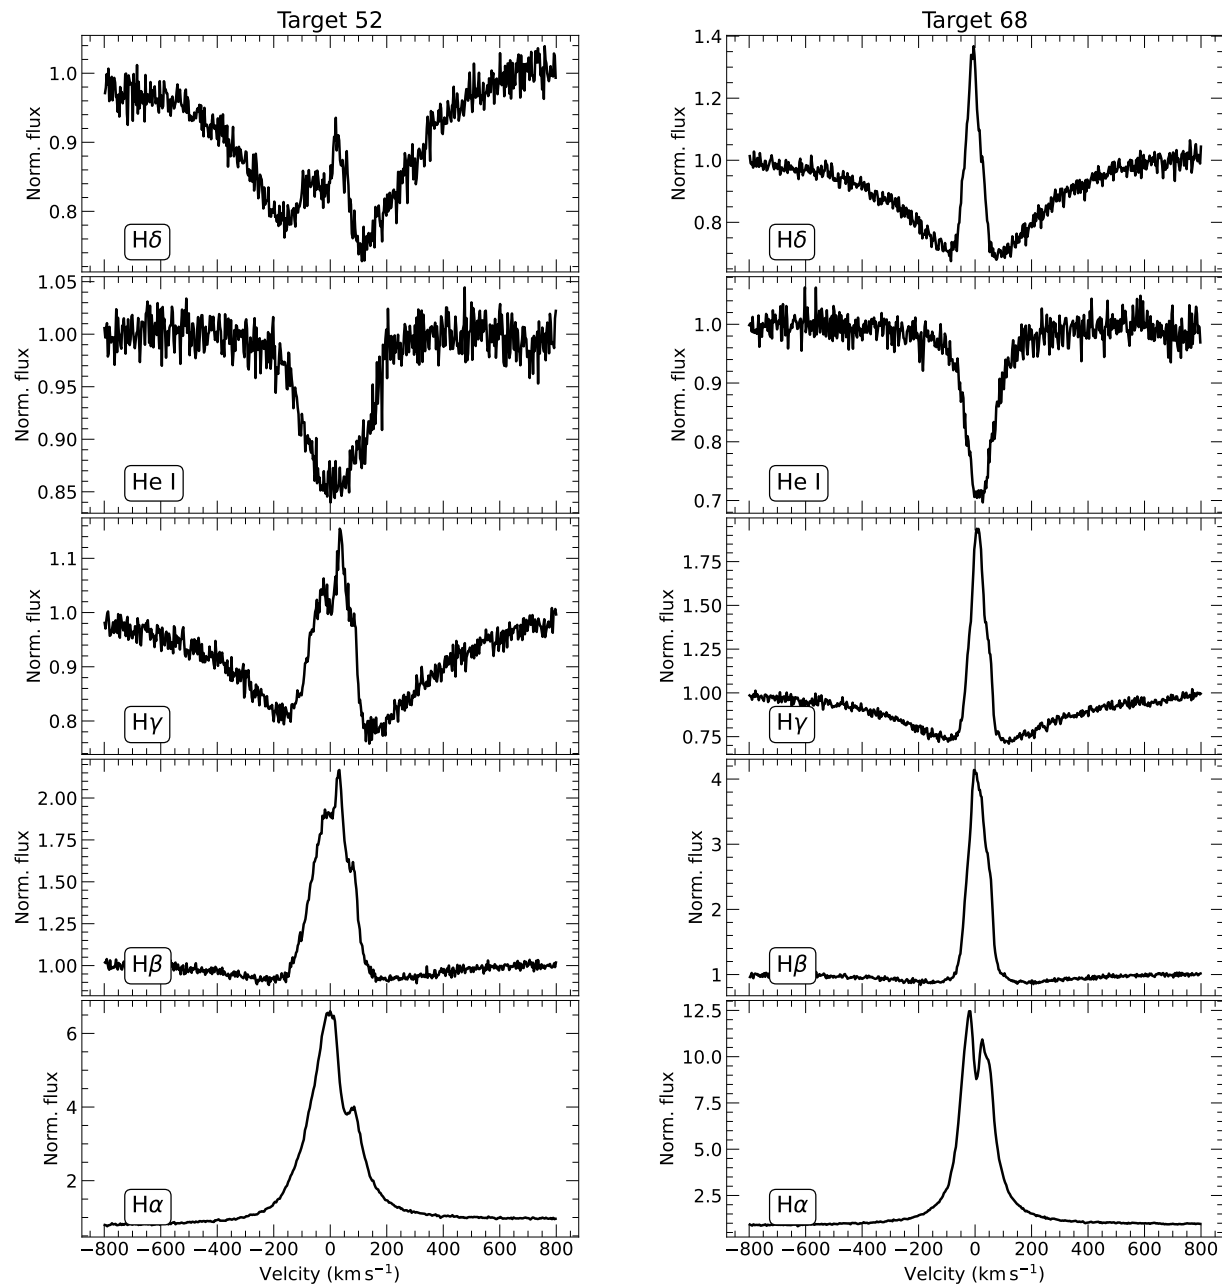 Target 52
Target 68
1.0
0.9
0.8
Norm. flux
Hδ
1.4
1.2
1.0
0.8
Norm. flux
Hδ
1.05
1.00
0.95
0.90
0.85
Norm. flux
He I
1.0
0.9
0.8
0.7
Norm. flux
He I
1.1
1.0
0.9
0.8
Norm. flux
Hγ
1.75
1.50
1.25
1.00
0.75
Norm. flux
Hγ
2.00
1.75
1.50
1.25
1.00
Norm. flux
Hβ
4
3
2
1
Norm. flux
Hβ
6
4
2
Norm. flux
Hα
12.5
10.0
7.5
5.0
2.5
Norm. flux
Hα
−800 −600 −400 −200 0 200 400 600 800
−800 −600 −400 −200 0 200 400 600 800
Velcity (km s⁻¹)
Velcity (km s⁻¹)